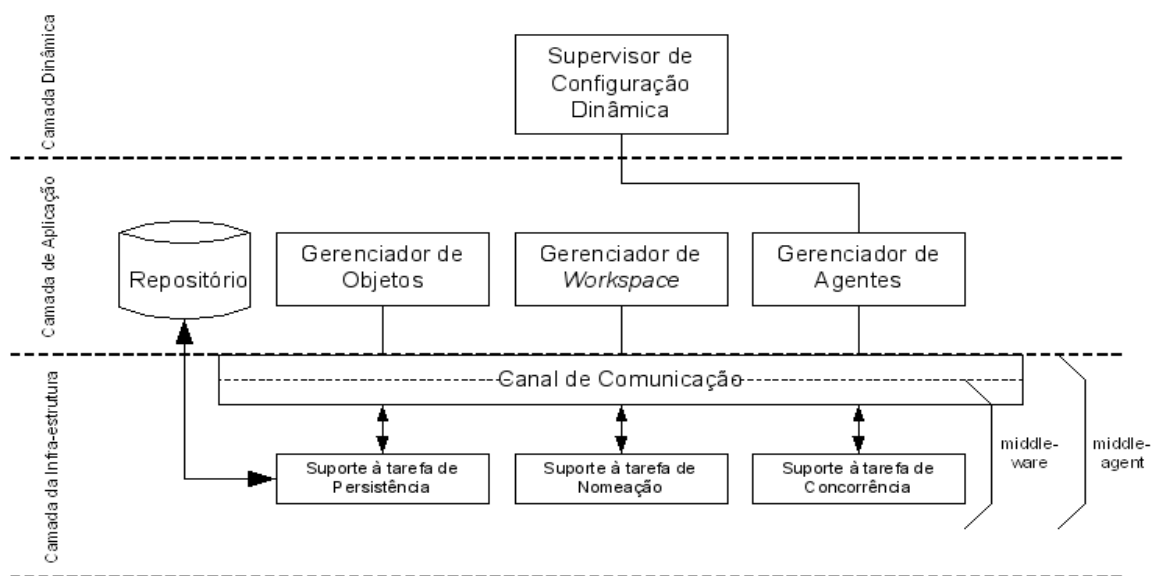 Camada Dinâmica
Supervisor de
Configuração
Dinâmica
Camada de Aplicação
Repositório
Gerenciador de
Objetos
Gerenciador de
Workspace
Gerenciador de
Agentes
Camada da Infra-estrutura
Canal de Comunicação
Suporte à tarefa de
Persistência
Suporte à tarefa de
Nomeação
Suporte à tarefa de
Concorrência
middle-
ware
middle-
agent